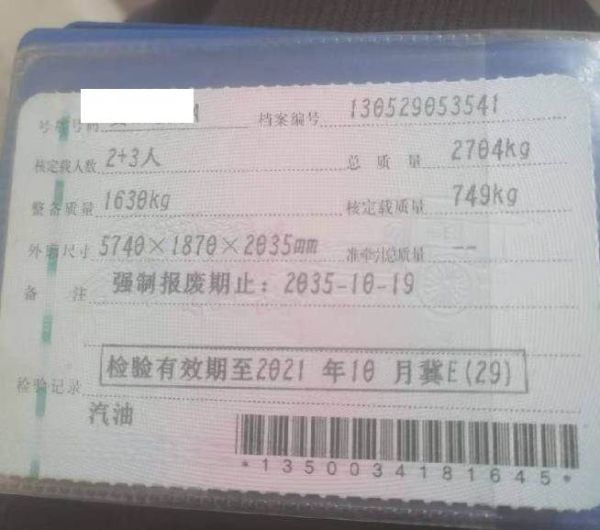 号牌号码 档案编号 130529053541
核定载人数 2+3人 总质量 2704kg
整备质量 1630kg 核定载质量 749kg
外廓尺寸 5740×1870×2035mm 准牵引总质量 --
备注 强制报废期止：2035-10-19
检验记录 检验有效期至2021 年10 月冀E(29)
汽油
*1350034181645*